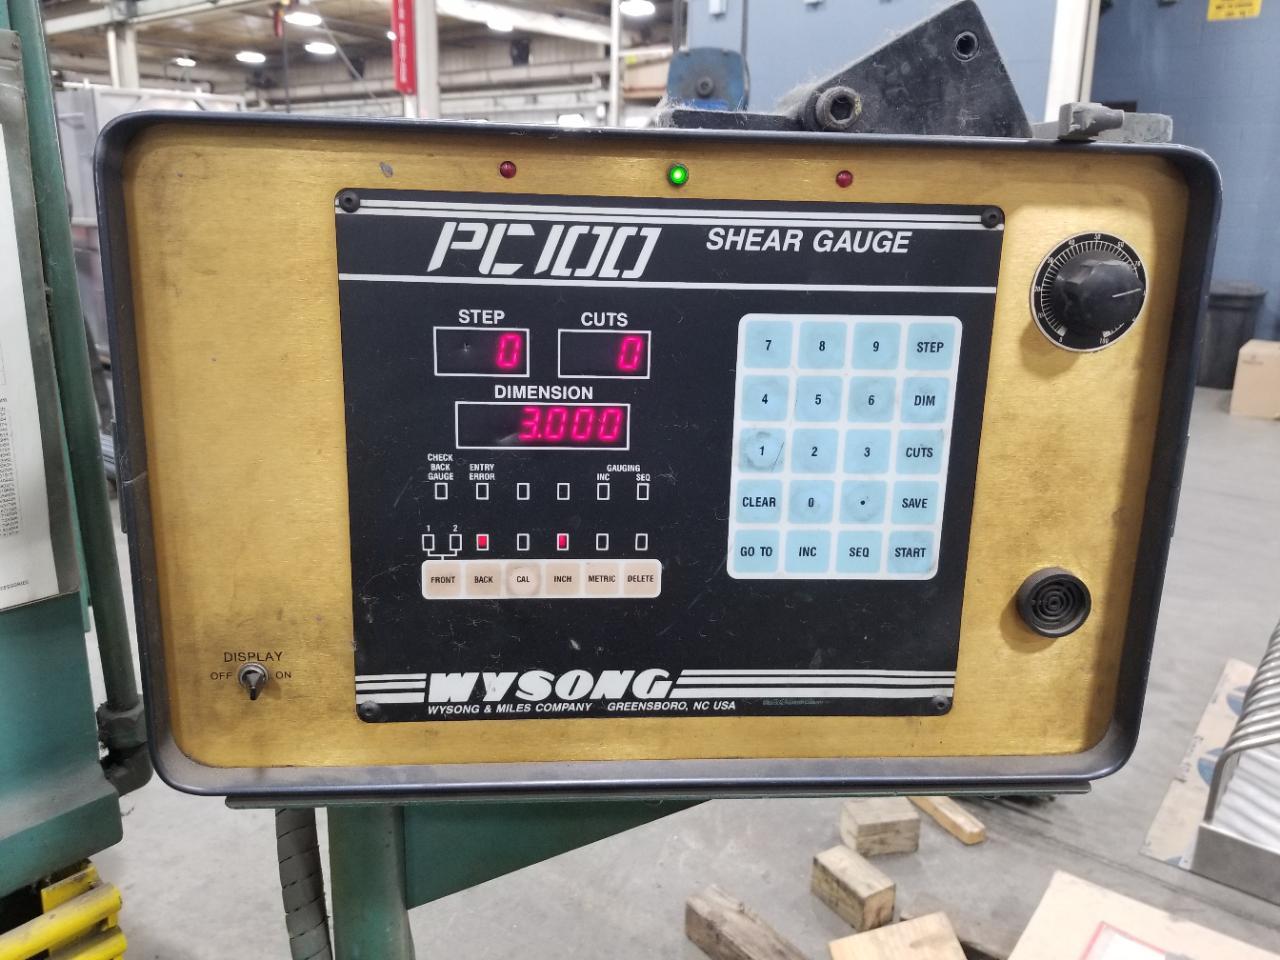 PC100 SHEAR GAUGE
STEP CUTS
0 0
DIMENSION
3.000
CHECK
BACK
GAUGE
ENTRY
ERROR
GAUGING
INC SEQ
1 2
FRONT BACK CAL INCH METRIC DELETE
7 8 9 STEP
4 5 6 DIM
1 2 3 CUTS
CLEAR 0 . SAVE
GO TO INC SEQ START
DISPLAY
OFF ON
WYSONG
WYSONG & MILES COMPANY GREENSBORO, NC USA